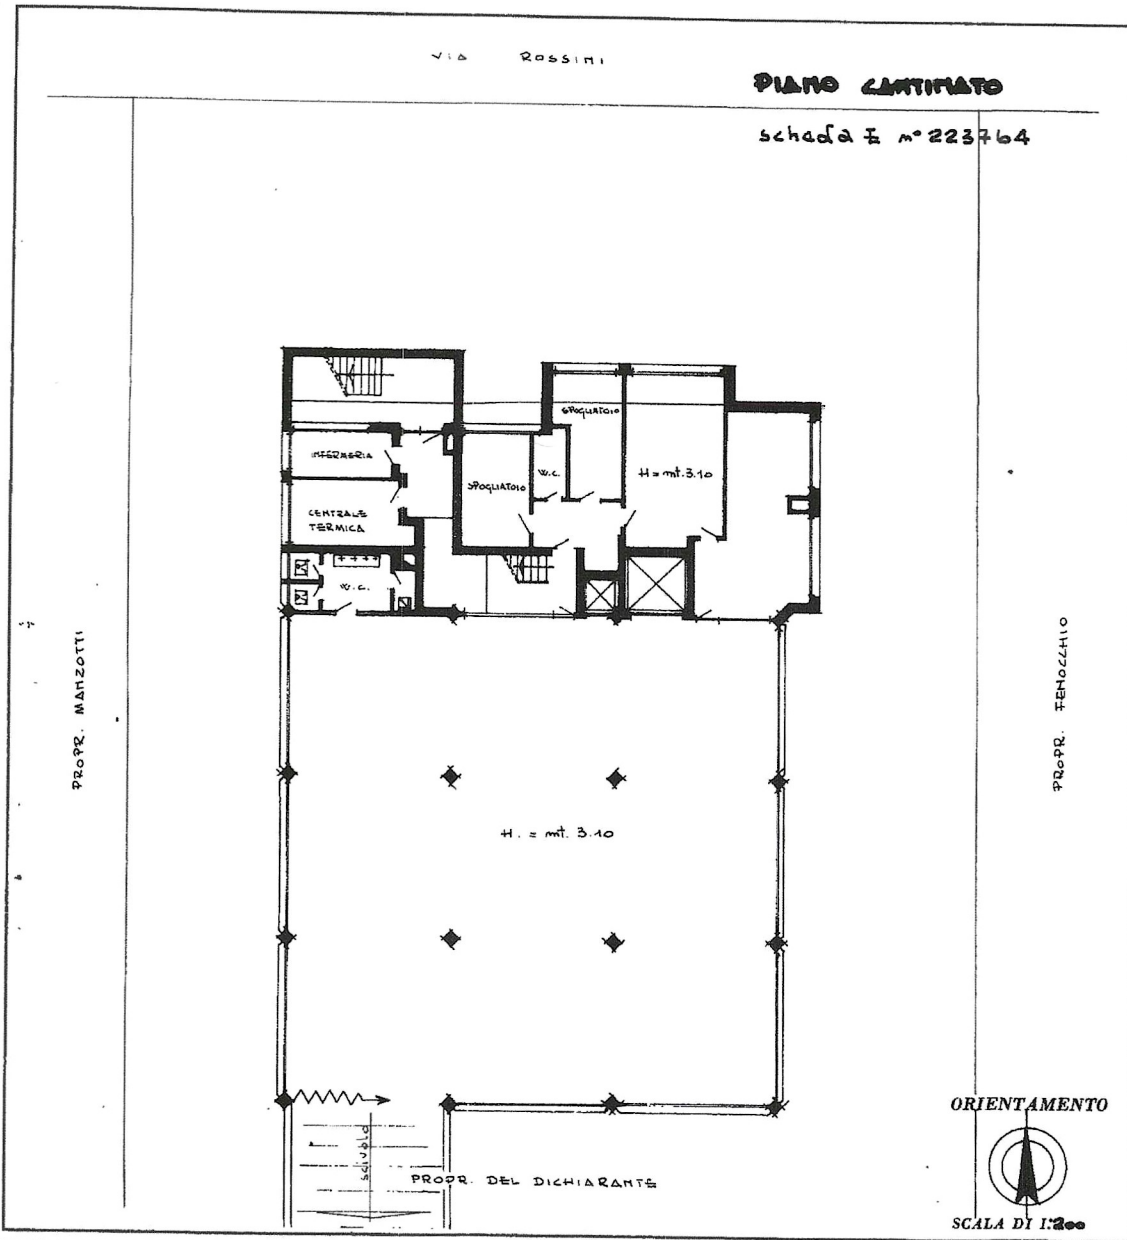 VIA ROSSINI
PIANO CANTINATO
scheda E n° 223764
SPOGLIATOIO
INFERMERIA
W.C.
H = mt. 3.10
SPOGLIATOIO
CENTRALE
TERMICA
W.C.
PROPR. MANZOTTI
PROPR. FENOCCHIO
H. = mt. 3.10
ORIENTAMENTO
scivolo
PROPR. DEL DICHIARANTE
SCALA DI 1:200